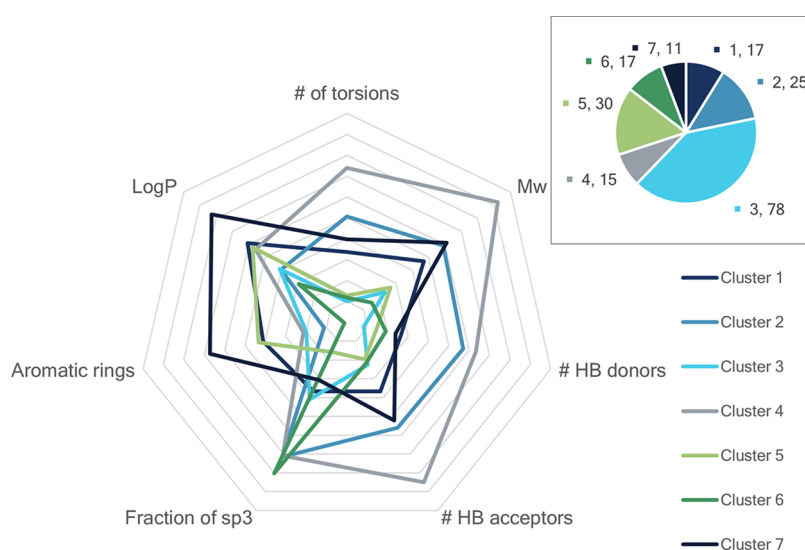 7, 11
1, 17
6, 17
2, 25
5, 30
4, 15
3, 78
# of torsions
LogP
Mw
Aromatic rings
# HB donors
Fraction of sp3
# HB acceptors
Cluster 1
Cluster 2
Cluster 3
Cluster 4
Cluster 5
Cluster 6
Cluster 7